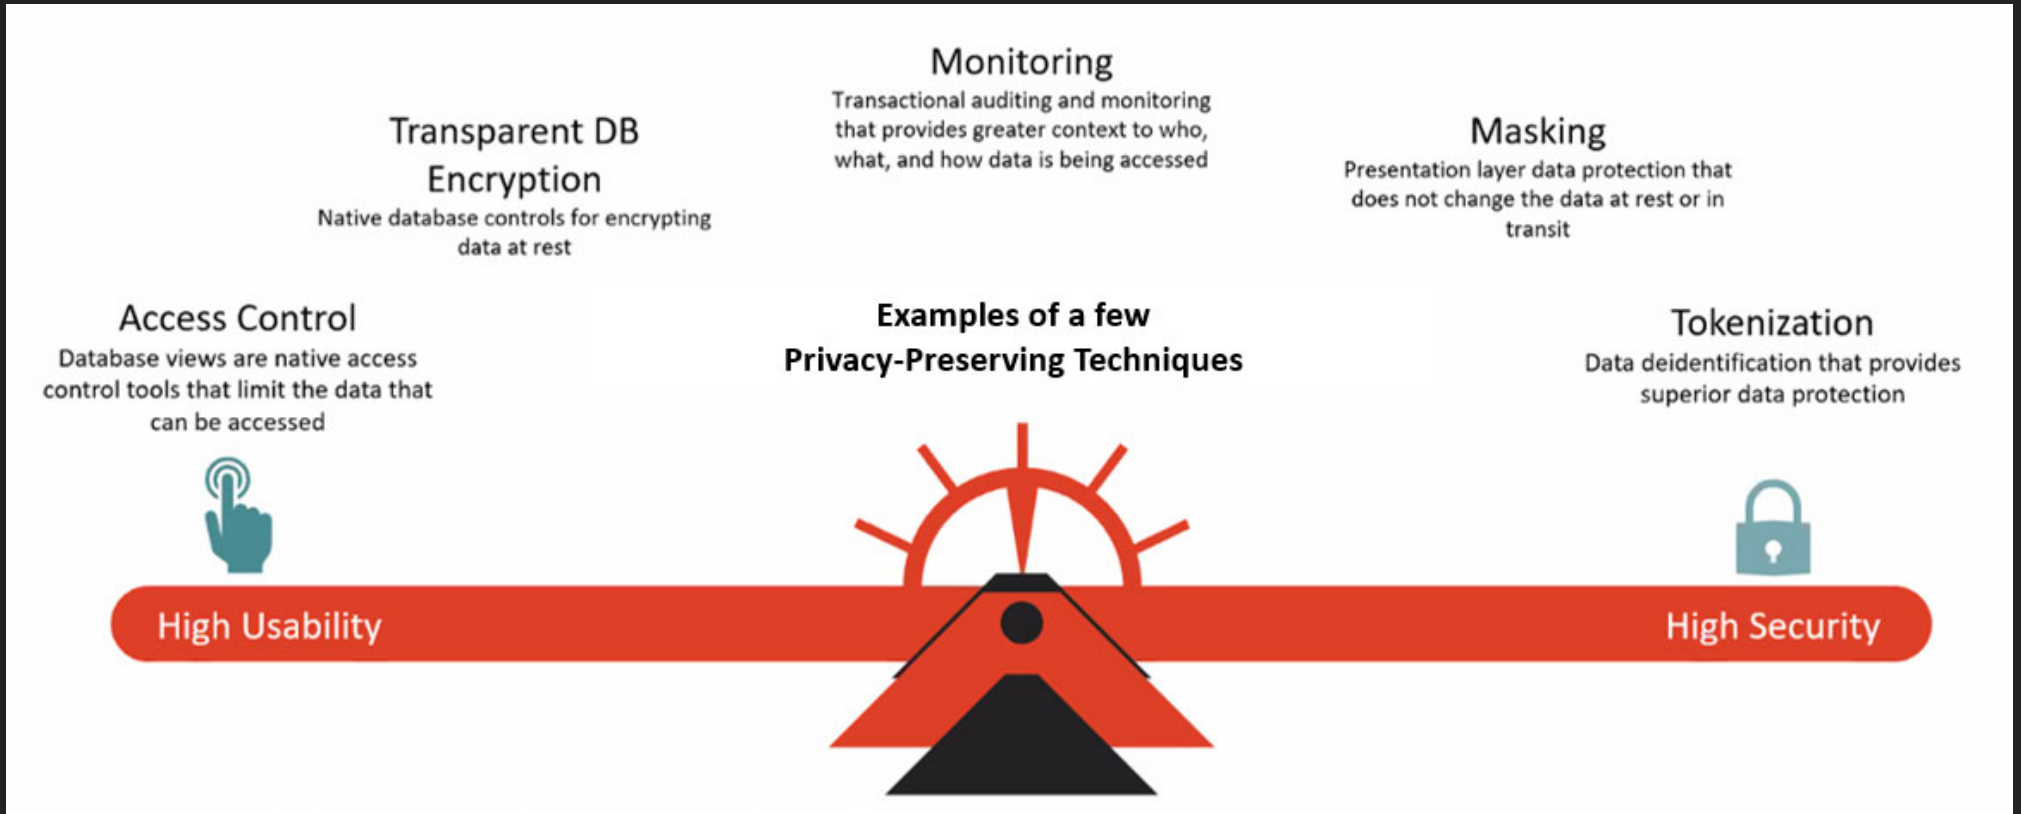 Monitoring
Transactional auditing and monitoring
that provides greater context to who,
what, and how data is being accessed
Transparent DB
Encryption
Native database controls for encrypting
data at rest
Masking
Presentation layer data protection that
does not change the data at rest or in
transit
Access Control
Database views are native access
control tools that limit the data that
can be accessed
Examples of a few
Privacy-Preserving Techniques
Tokenization
Data deidentification that provides
superior data protection
High Usability
High Security